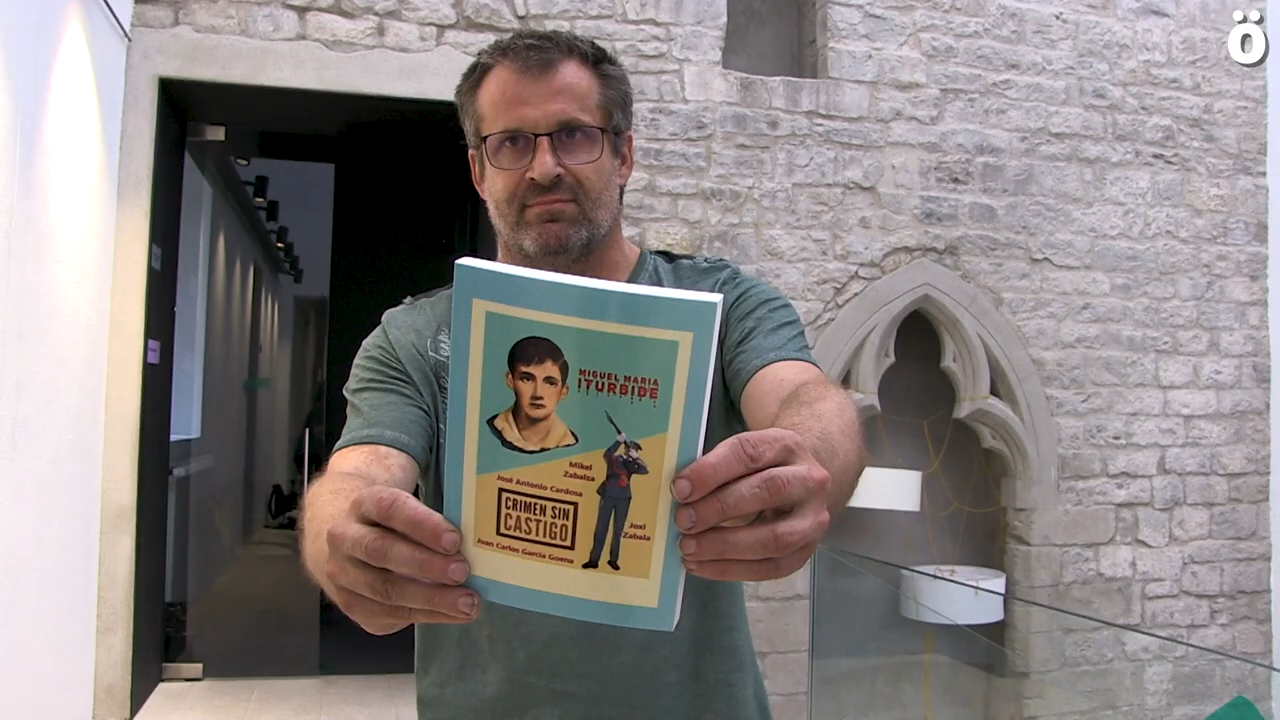 ö
MIGUEL MARIA
ITURBIDE
Mikel
Zabalza
José Antonio Cardosa
CRIMEN SIN
CASTIGO
Joxi
Zabala
Juan Carlos García Goena